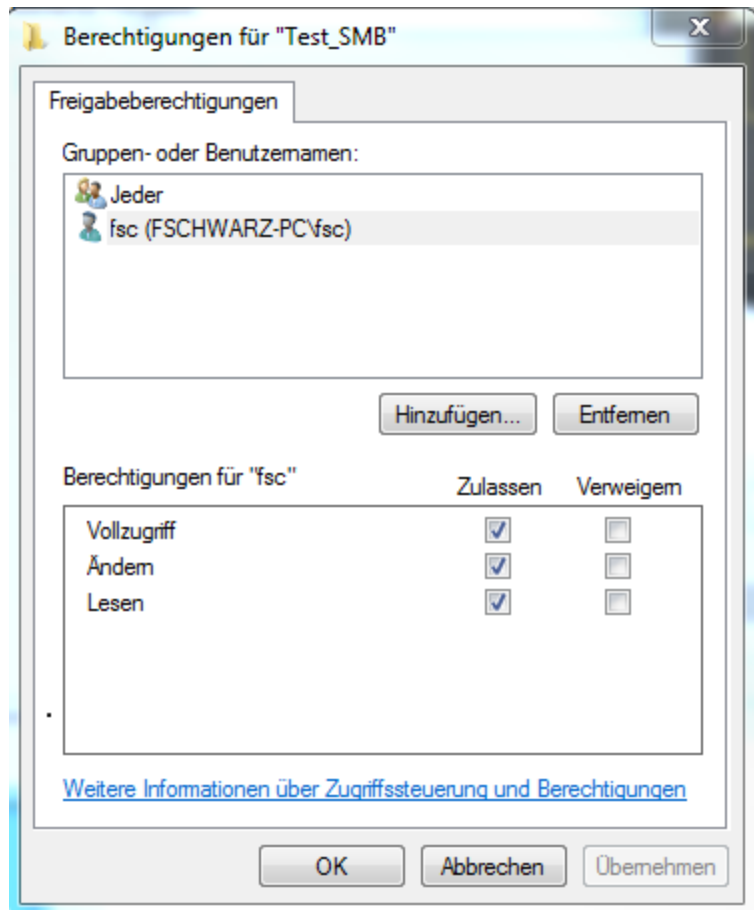 Berechtigungen für "Test_SMB"
Freigabeberechtigungen
Gruppen- oder Benutzernamen:
Jeder
fsc (FSCHWARZ-PC\fsc)
Hinzufügen...
Entfernen
Berechtigungen für "fsc"
Zulassen Verweigern
Vollzugriff
Ändern
Lesen
Weitere Informationen über Zugriffssteuerung und Berechtigungen
OK
Abbrechen
Übernehmen